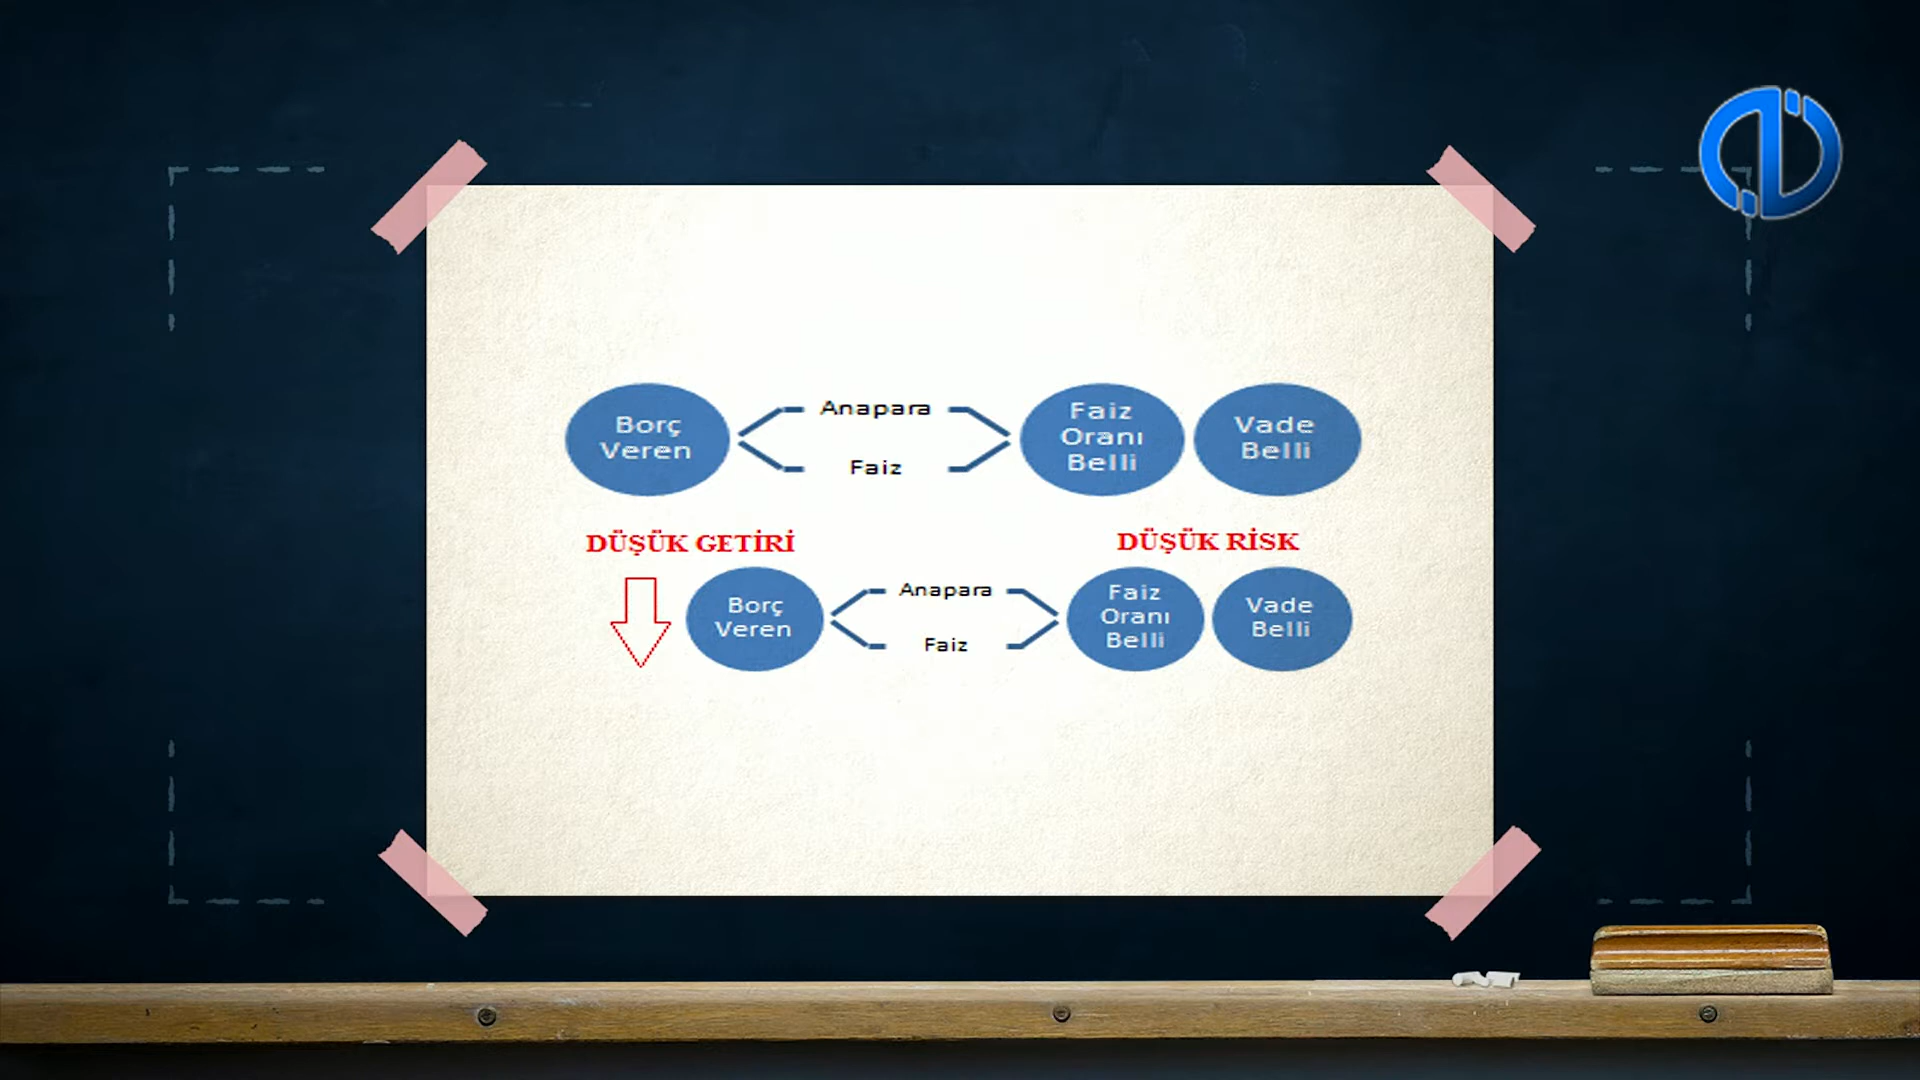 Borç
Veren
Anapara
Faiz
Faiz
Oranı
Belli
Vade
Belli
DÜŞÜK GETİRİ
DÜŞÜK RİSK
Borç
Veren
Anapara
Faiz
Faiz
Oranı
Belli
Vade
Belli